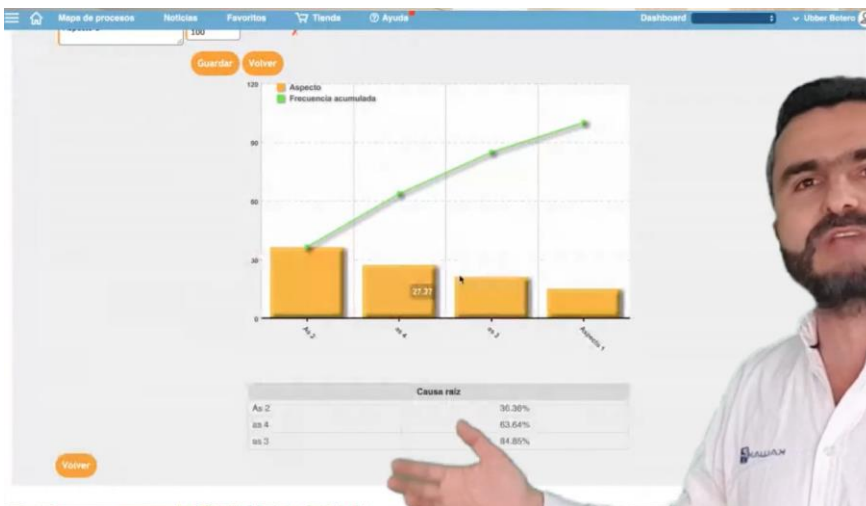 Mapa de procesos Noticias Favoritos Tienda Ayuda Dashboard Ubber Botero
100
x
Guardar Volver
Aspecto
Frecuencia acumulada
120
90
60
30
0
27.27
As 2 as 4 as 3 Aspecto 1
Causa raíz
As 2 36.36%
as 4 63.64%
as 3 84.85%
Volver
KAWAK